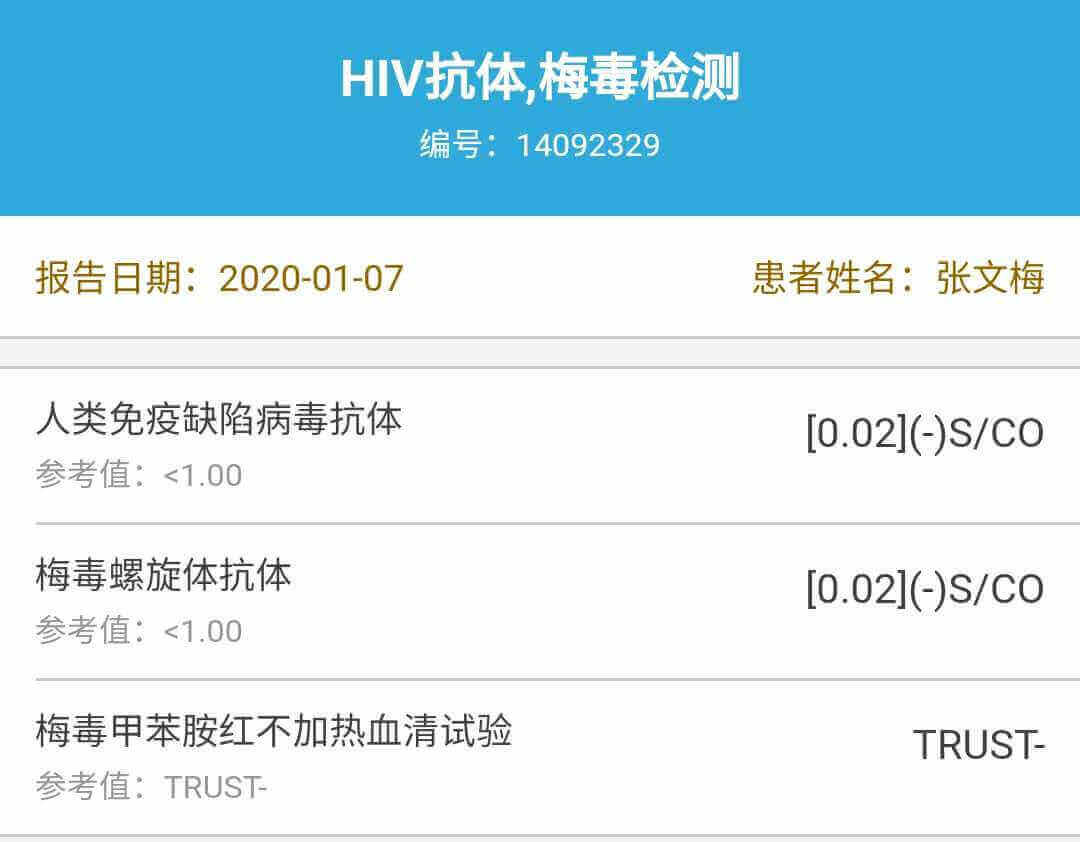 HIV抗体,梅毒检测
编号：14092329
报告日期：2020-01-07
患者姓名：张文梅
人类免疫缺陷病毒抗体
[0.02](-)S/CO
参考值：<1.00
梅毒螺旋体抗体
[0.02](-)S/CO
参考值：<1.00
梅毒甲苯胺红不加热血清试验
TRUST-
参考值：TRUST-